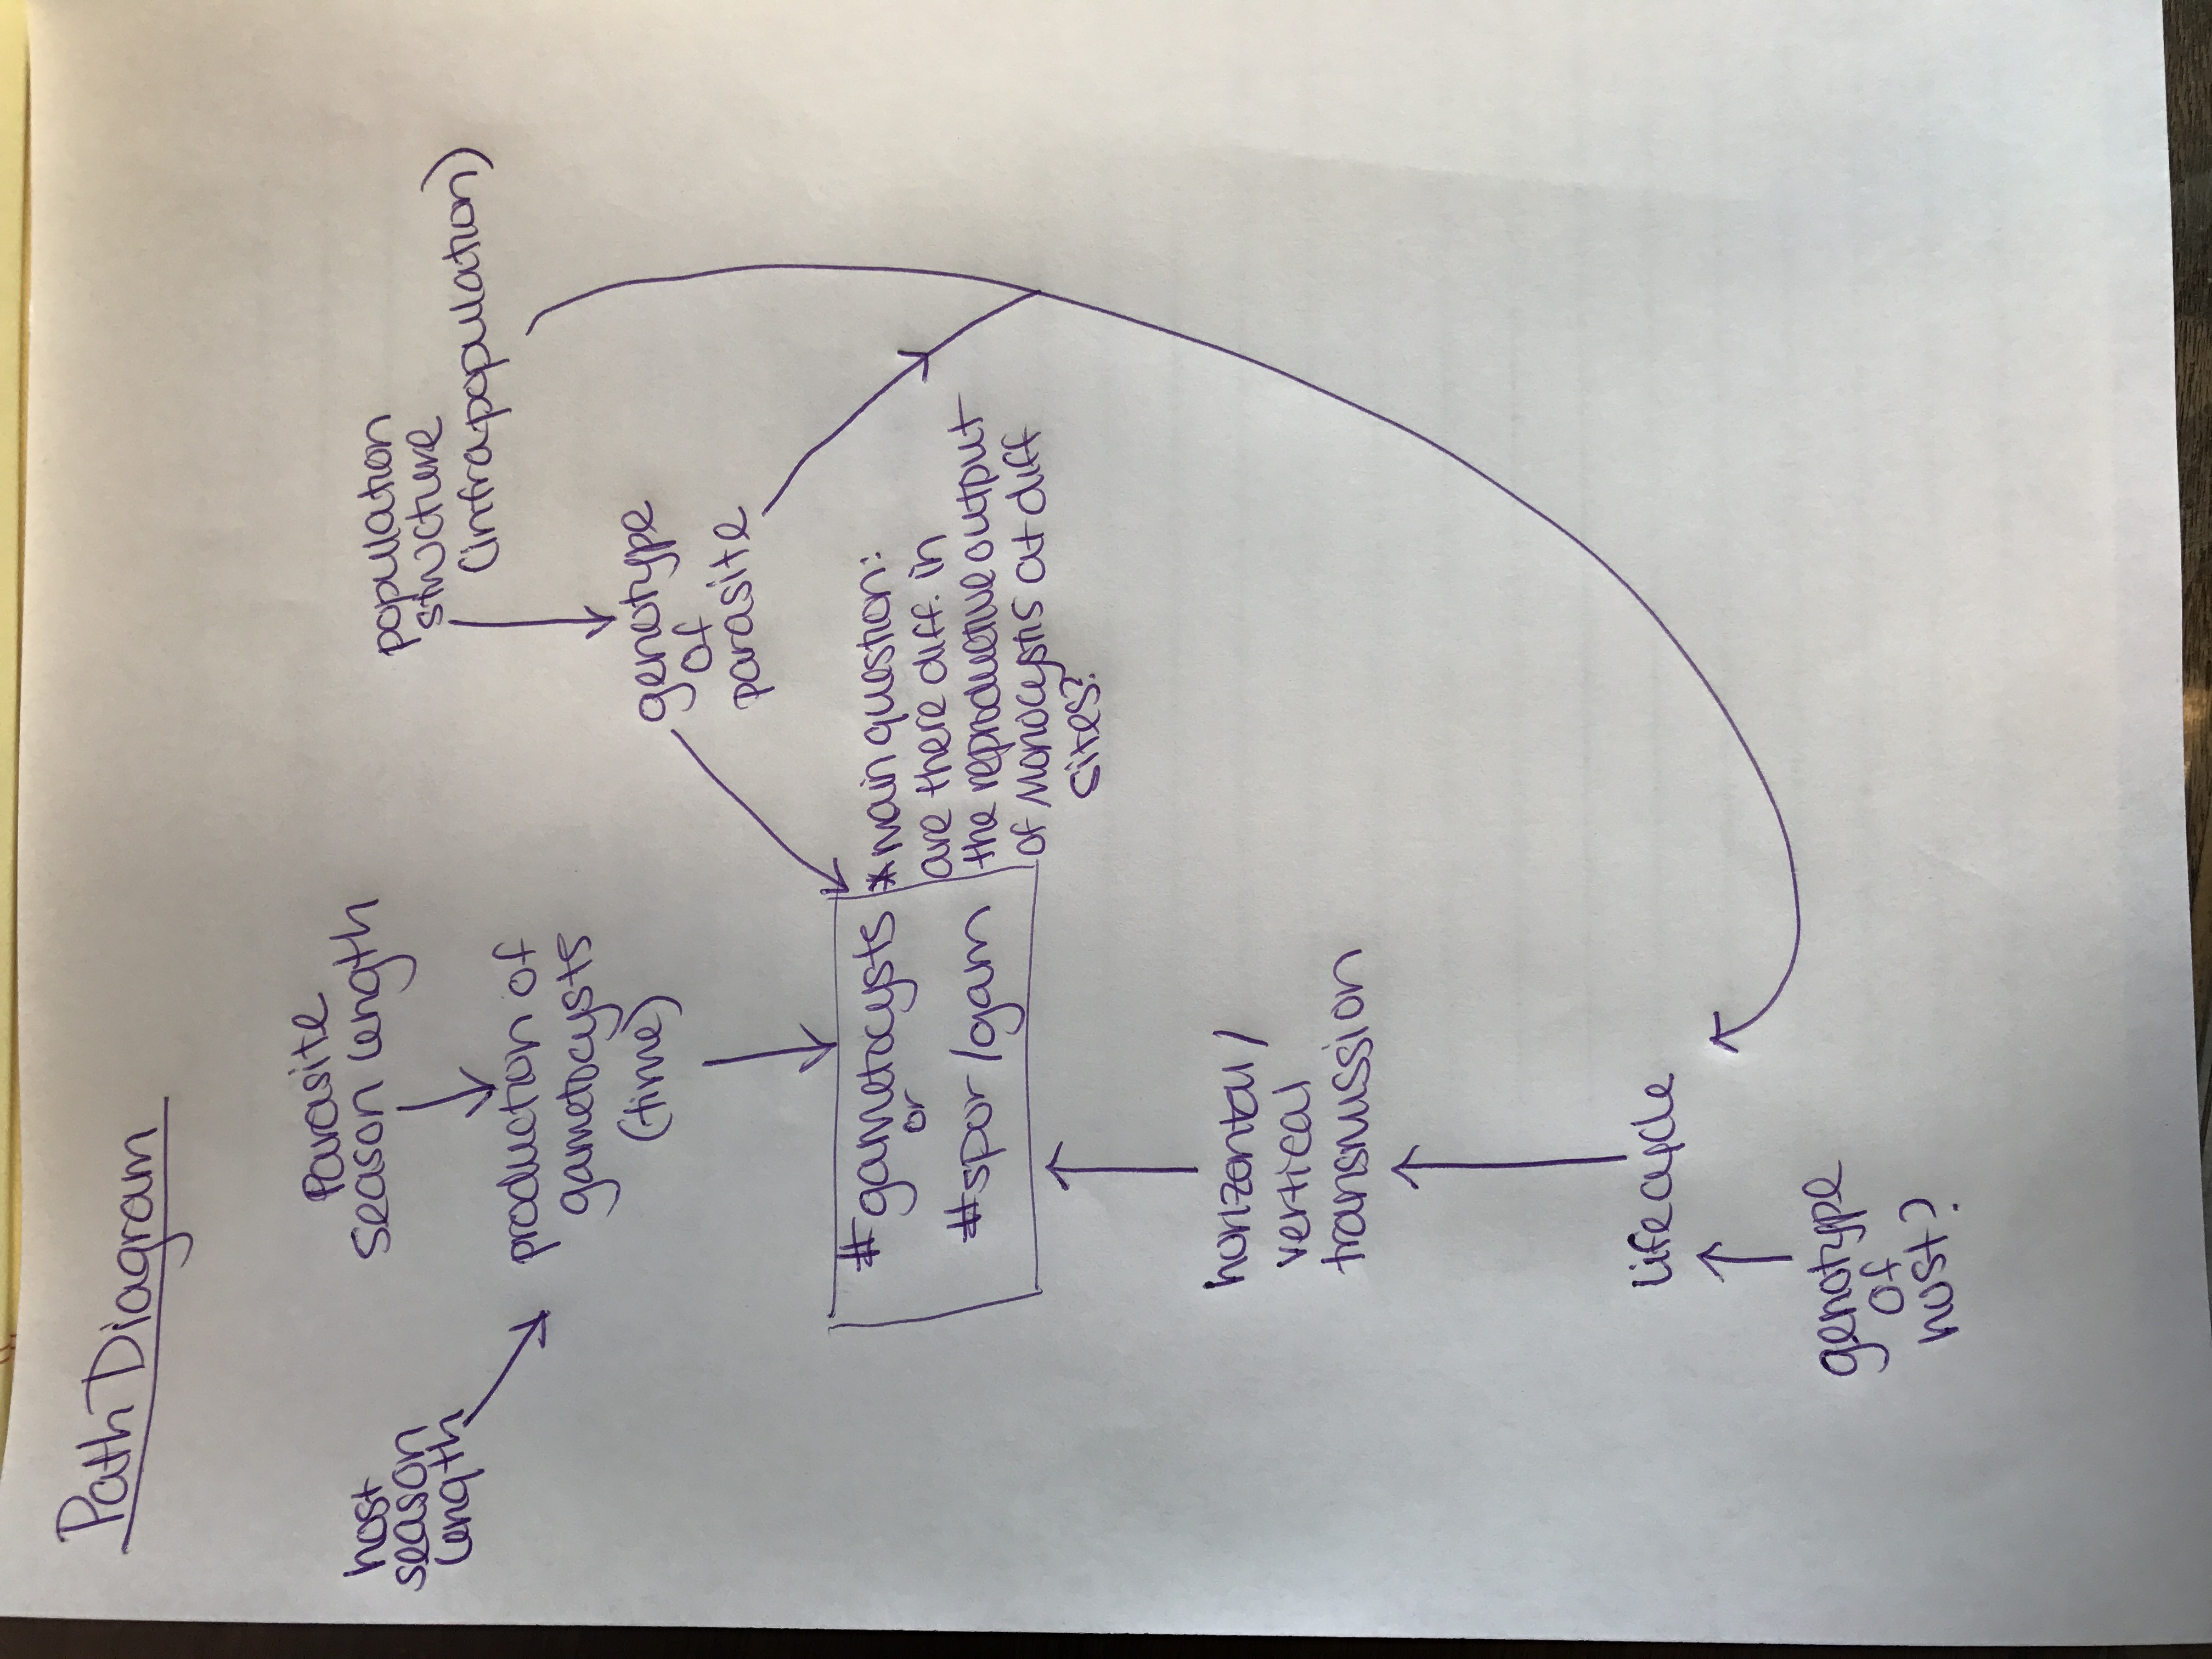 Path Diagram
Parasite
season length
host
season
length
population
structure
(infrapopulation)
production of
gametocysts
(time)
genotype
of
parasite
#gametocysts
or
#spor/gam
*main question:
are there diff. in
the reproductive output
of Monocystis at diff
sites?
horizontal/
vertical
transmission
lifecycle
genotype
of
host?